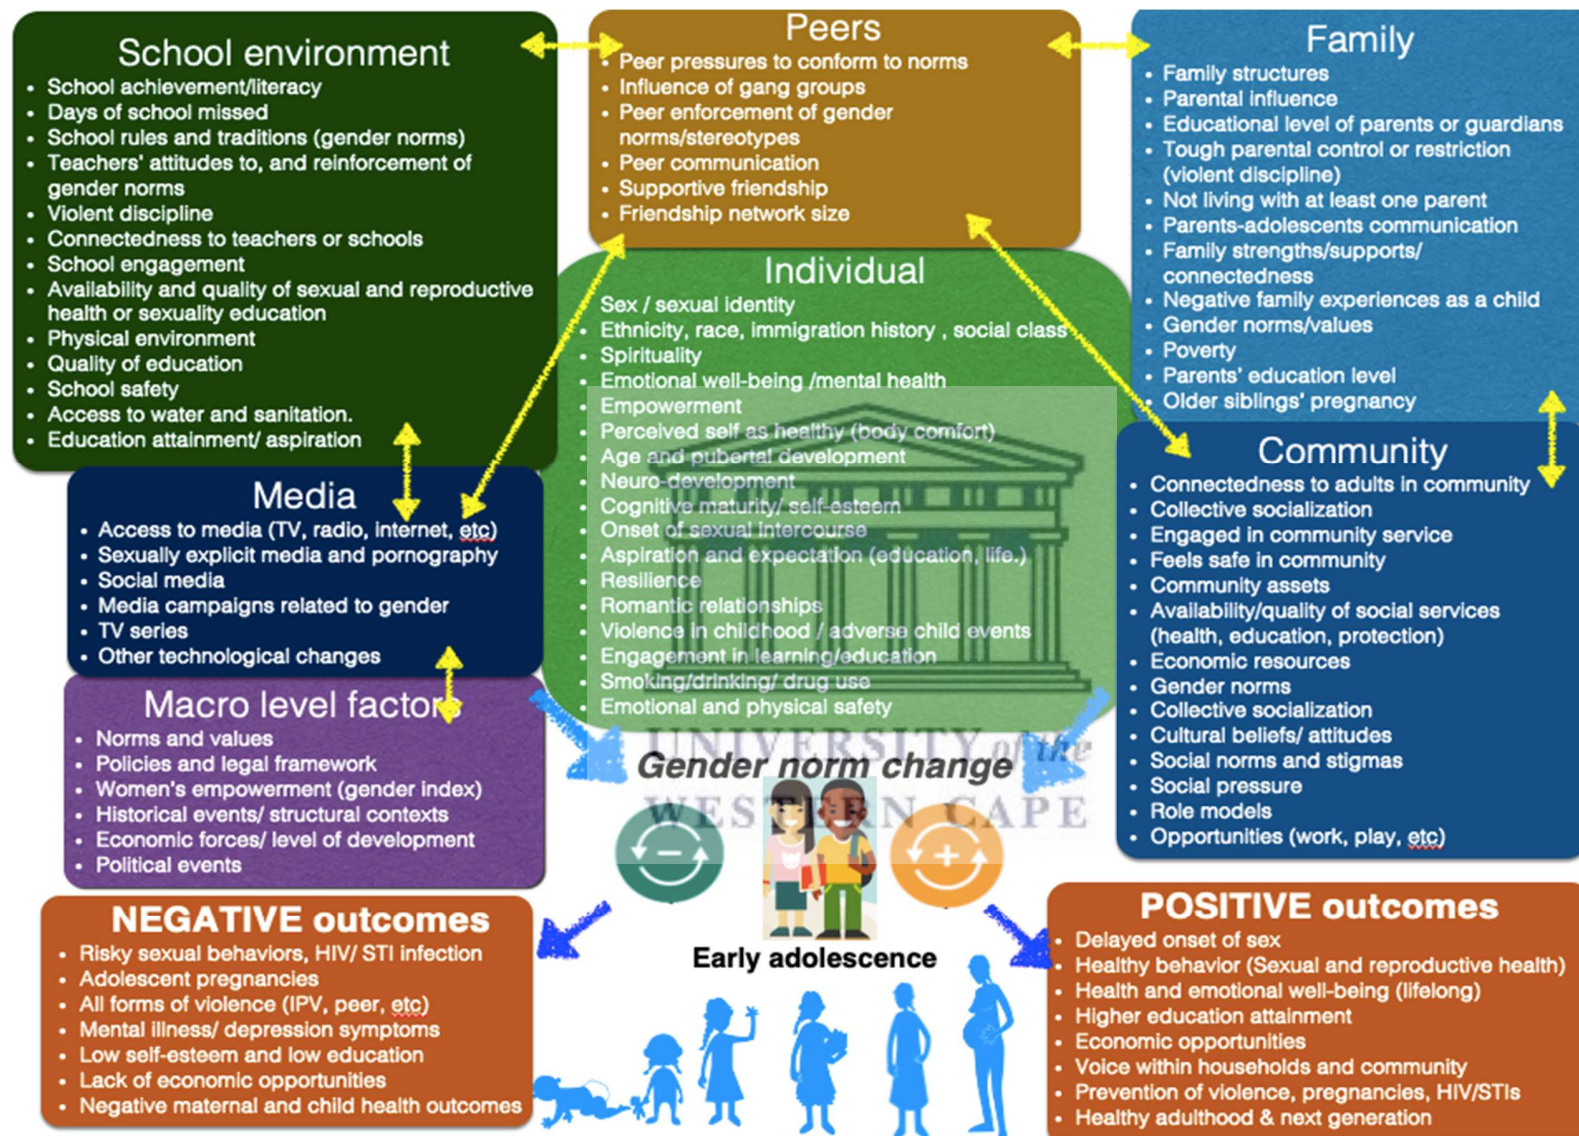 School environment
• School achievement/literacy
• Days of school missed
• School rules and traditions (gender norms)
• Teachers' attitudes to, and reinforcement of
gender norms
• Violent discipline
• Connectedness to teachers or schools
• School engagement
• Availability and quality of sexual and reproductive
health or sexuality education
• Physical environment
• Quality of education
• School safety
• Access to water and sanitation.
• Education attainment/ aspiration
Peers
• Peer pressures to conform to norms
• Influence of gang groups
• Peer enforcement of gender
norms/stereotypes
• Peer communication
• Supportive friendship
• Friendship network size
Family
• Family structures
• Parental influence
• Educational level of parents or guardians
• Tough parental control or restriction
(violent discipline)
• Not living with at least one parent
• Parents-adolescents communication
• Family strengths/supports/
connectedness
• Negative family experiences as a child
• Gender norms/values
• Poverty
• Parents' education level
• Older siblings' pregnancy
Individual
Sex / sexual identity
• Ethnicity, race, immigration history , social class
• Spirituality
• Emotional well-being /mental health
• Empowerment
• Perceived self as healthy (body comfort)
• Age and pubertal development
• Neuro-development
• Cognitive maturity/ self-esteem
• Onset of sexual intercourse
• Aspiration and expectation (education, life.)
• Resilience
• Romantic relationships
• Violence in childhood / adverse child events
• Engagement in learning/education
• Smoking/drinking/ drug use
• Emotional and physical safety
Media
• Access to media (TV, radio, internet, etc)
• Sexually explicit media and pornography
• Social media
• Media campaigns related to gender
• TV series
• Other technological changes
Community
• Connectedness to adults in community
• Collective socialization
• Engaged in community service
• Feels safe in community
• Community assets
• Availability/quality of social services
(health, education, protection)
• Economic resources
• Gender norms
• Collective socialization
• Cultural beliefs/ attitudes
• Social norms and stigmas
• Social pressure
• Role models
• Opportunities (work, play, etc)
Macro level factor
• Norms and values
• Policies and legal framework
• Women's empowerment (gender index)
• Historical events/ structural contexts
• Economic forces/ level of development
• Political events
UNIVERSITY of the
Gender norm change
WESTERN CAPE
Early adolescence
NEGATIVE outcomes
• Risky sexual behaviors, HIV/ STI infection
• Adolescent pregnancies
• All forms of violence (IPV, peer, etc)
• Mental illness/ depression symptoms
• Low self-esteem and low education
• Lack of economic opportunities
• Negative maternal and child health outcomes
POSITIVE outcomes
• Delayed onset of sex
• Healthy behavior (Sexual and reproductive health)
• Health and emotional well-being (lifelong)
• Higher education attainment
• Economic opportunities
• Voice within households and community
• Prevention of violence, pregnancies, HIV/STIs
• Healthy adulthood & next generation